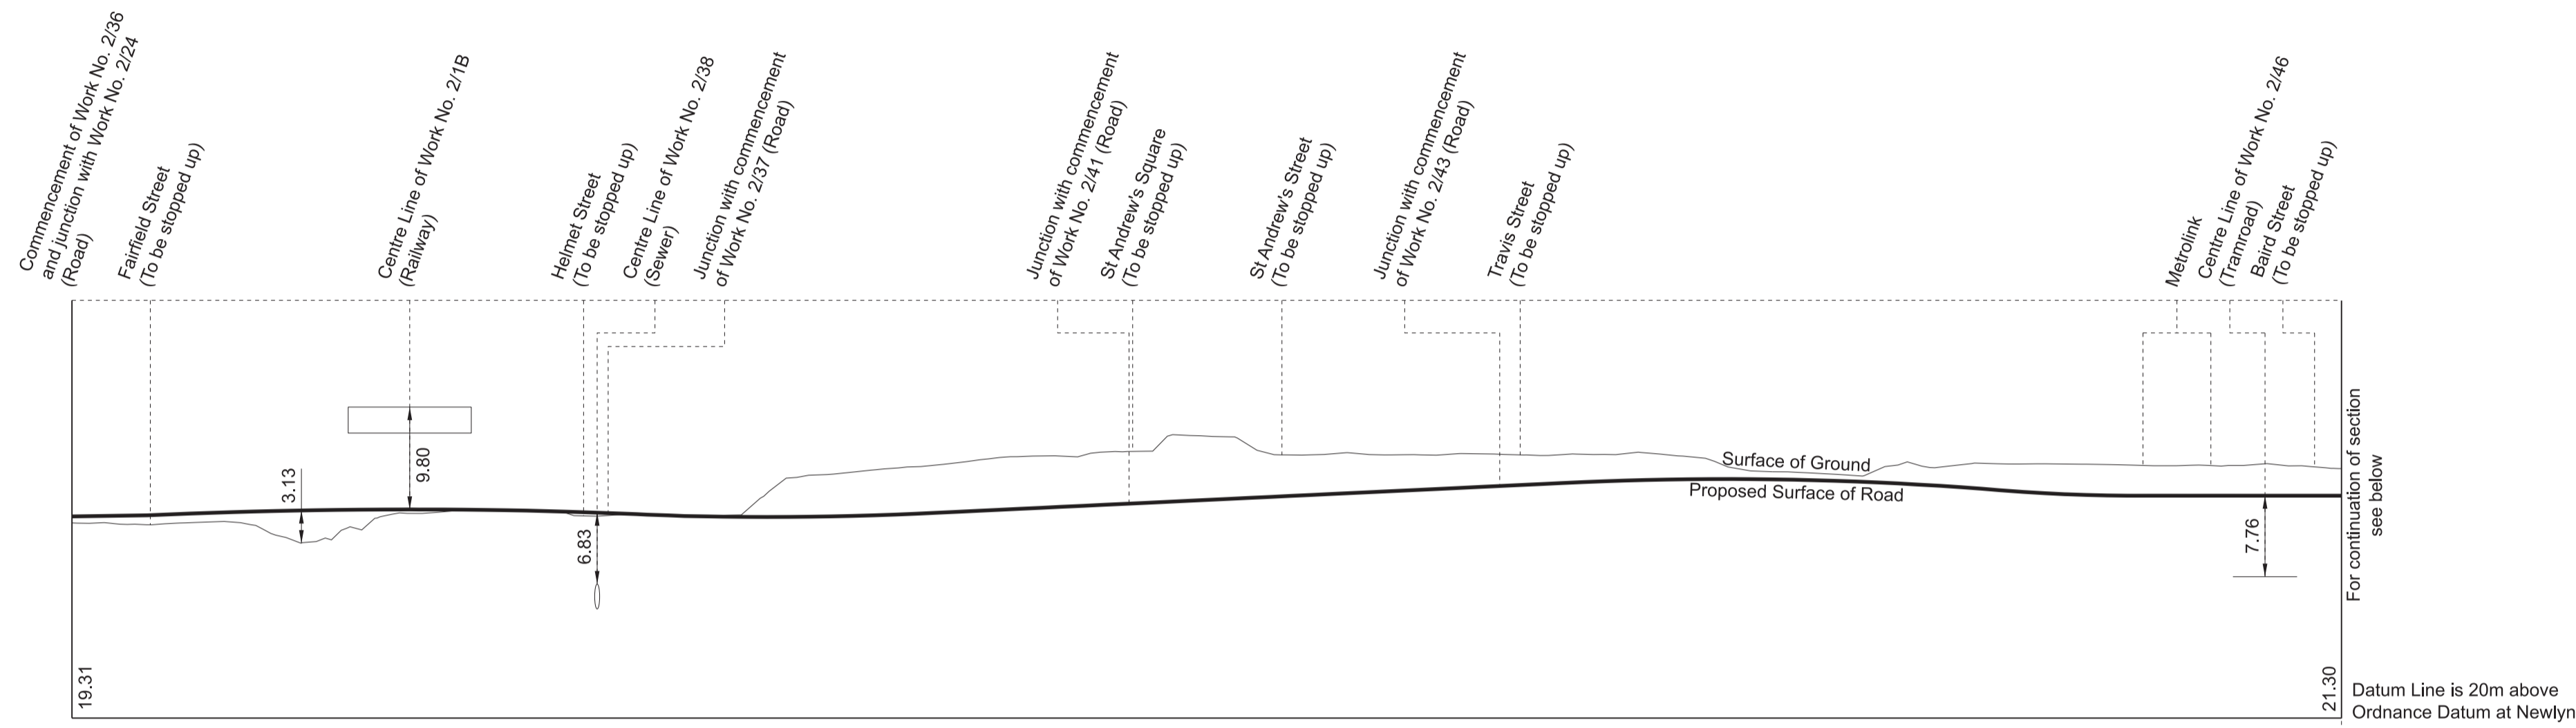 Commencement of Work No. 2/36
and junction with Work No. 2/24
(Road)
Fairfield Street
(To be stopped up)
Centre Line of Work No. 2/1B
(Railway)
Helmet Street
(To be stopped up)
Centre Line of Work No. 2/38
(Sewer)
Junction with commencement
of Work No. 2/37 (Road)
Junction with commencement
of Work No. 2/41 (Road)
St Andrew's Square
(To be stopped up)
St Andrew's Street
(To be stopped up)
Junction with commencement
of Work No. 2/43 (Road)
Travis Street
(To be stopped up)
Metrolink
Centre Line of Work No. 2/46
(Tramroad)
Baird Street
(To be stopped up)
3.13
9.80
6.83
Surface of Ground
Proposed Surface of Road
7.76
For continuation of section
see below
19.31
21.30
Datum Line is 20m above
Ordnance Datum at Newlyn